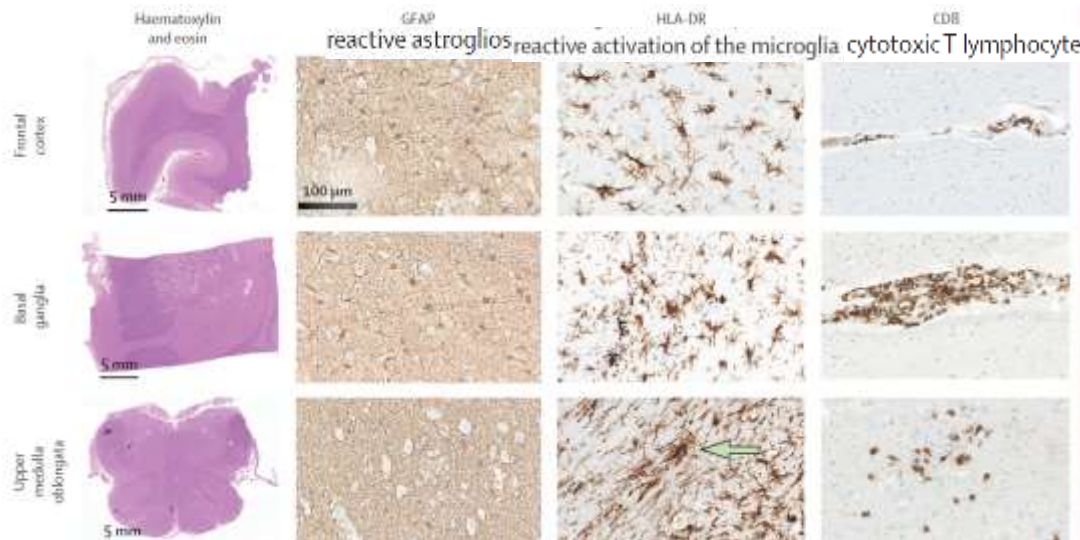 Haematoxylin
and eosin
GFAP
HLA-DR
CD8
reactive astroglios
reactive activation of the microglia
cytotoxic T lymphocyte
Frontal
cortex
5 mm
100 µm
Basal
ganglia
5 mm
Upper
medulla
oblongata
5 mm